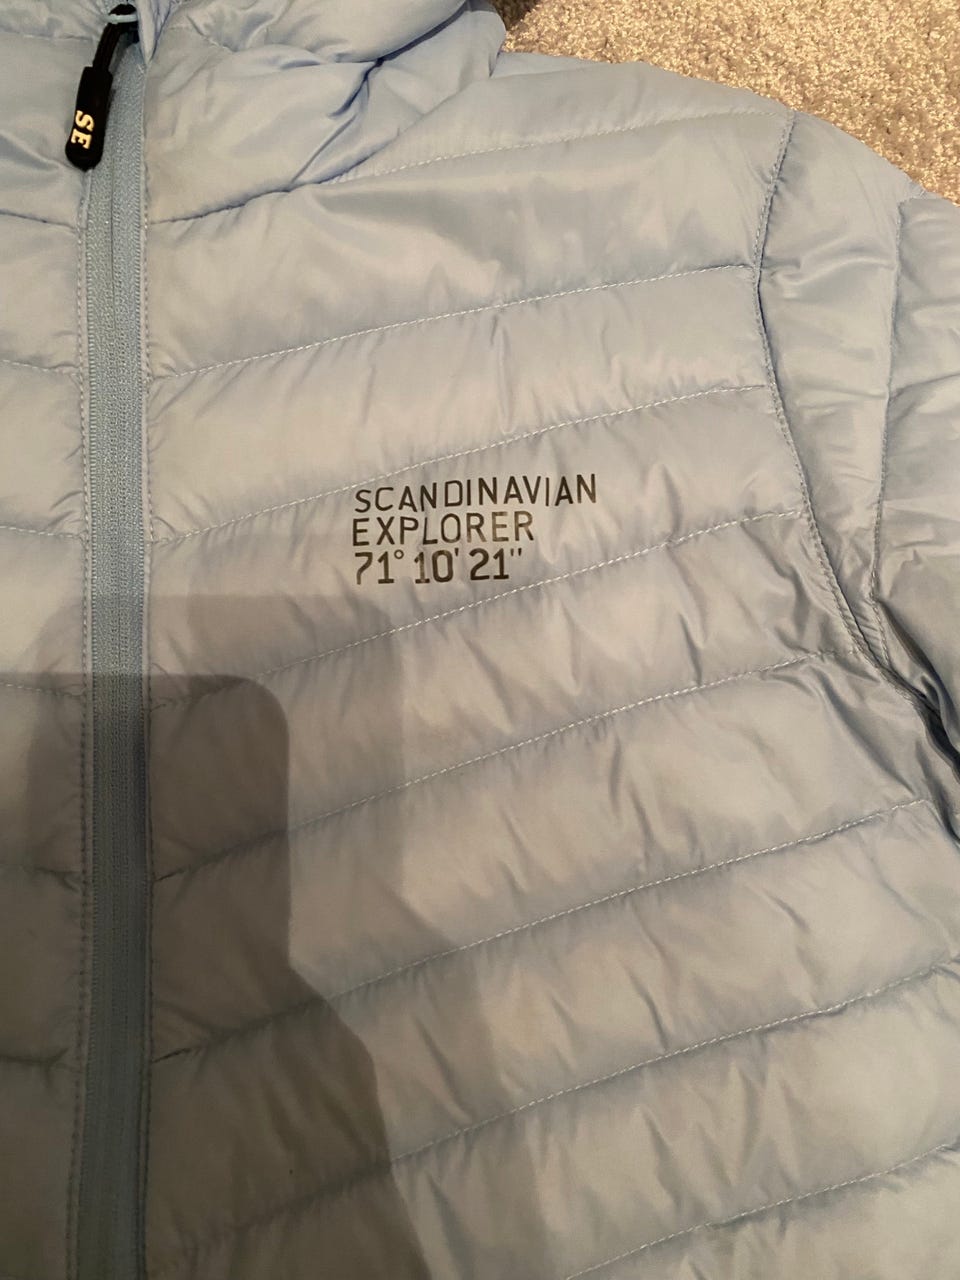 SE
SCANDINAVIAN
EXPLORER
71° 10' 21"